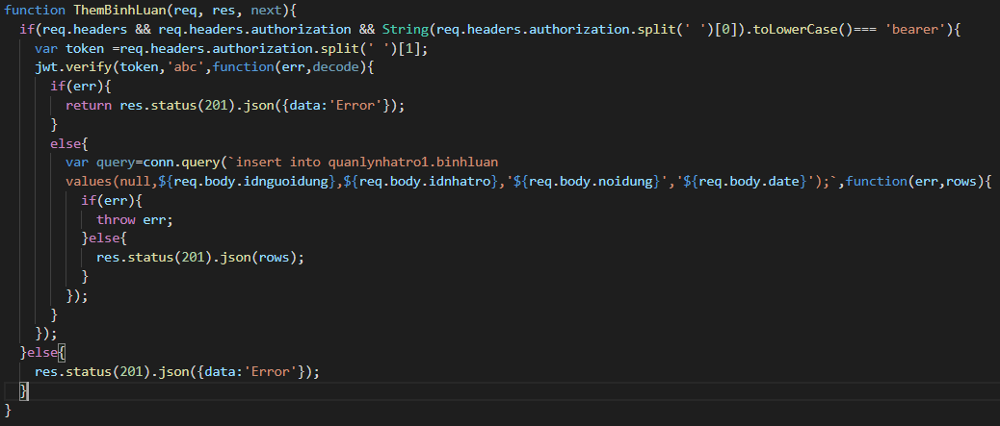 function ThemBinhLuan(req, res, next){
if(req.headers && req.headers.authorization && String(req.headers.authorization.split(' ')[0]).toLowerCase()=== 'bearer'){
var token =req.headers.authorization.split(' ')[1];
jwt.verify(token,'abc',function(err,decode){
if(err){
return res.status(201).json({data:'Error'});
}
else{
var query=conn.query(`insert into quanlynhatro1.binhluan
values(null,${req.body.idnguoidung},${req.body.idnhatro},'${req.body.noidung}','${req.body.date}');`,function(err,rows){
if(err){
throw err;
}else{
res.status(201).json(rows);
}
});
}
});
}else{
res.status(201).json({data:'Error'});
}
}